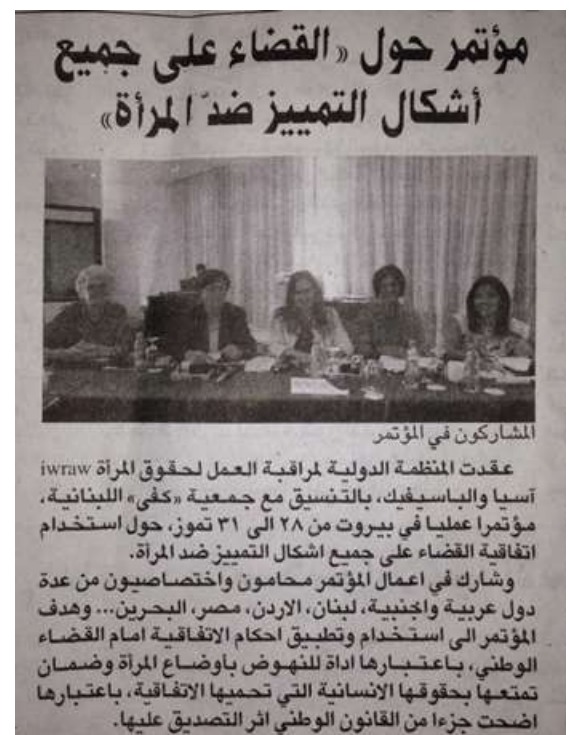 مؤتمر حول «القضاء على جميع
أشكال التمييز ضدّ المرأة»
المشاركون في المؤتمر
عقدت المنظمة الدولية لمراقبة العمل لحقوق المرأة iwraw
آسيا والباسيفيك، بالتنسيق مع جمعية «كفى» اللبنانية،
مؤتمرا عمليا في بيروت من ٢٨ الى ٣١ تموز، حول استخدام
اتفاقية القضاء على جميع اشكال التمييز ضد المرأة.
وشارك في اعمال المؤتمر محامون واختصاصيون من عدة
دول عربية واجنبية، لبنان، الاردن، مصر، البحرين... وهدف
المؤتمر الى استخدام وتطبيق احكام الاتفاقية امام القضاء
الوطني، باعتبارها اداة للنهوض باوضاع المرأة وضمان
تمتعها بحقوقها الانسانية التي تحميها الاتفاقية، باعتبارها
اضحت جزءا من القانون الوطني اثر التصديق عليها.